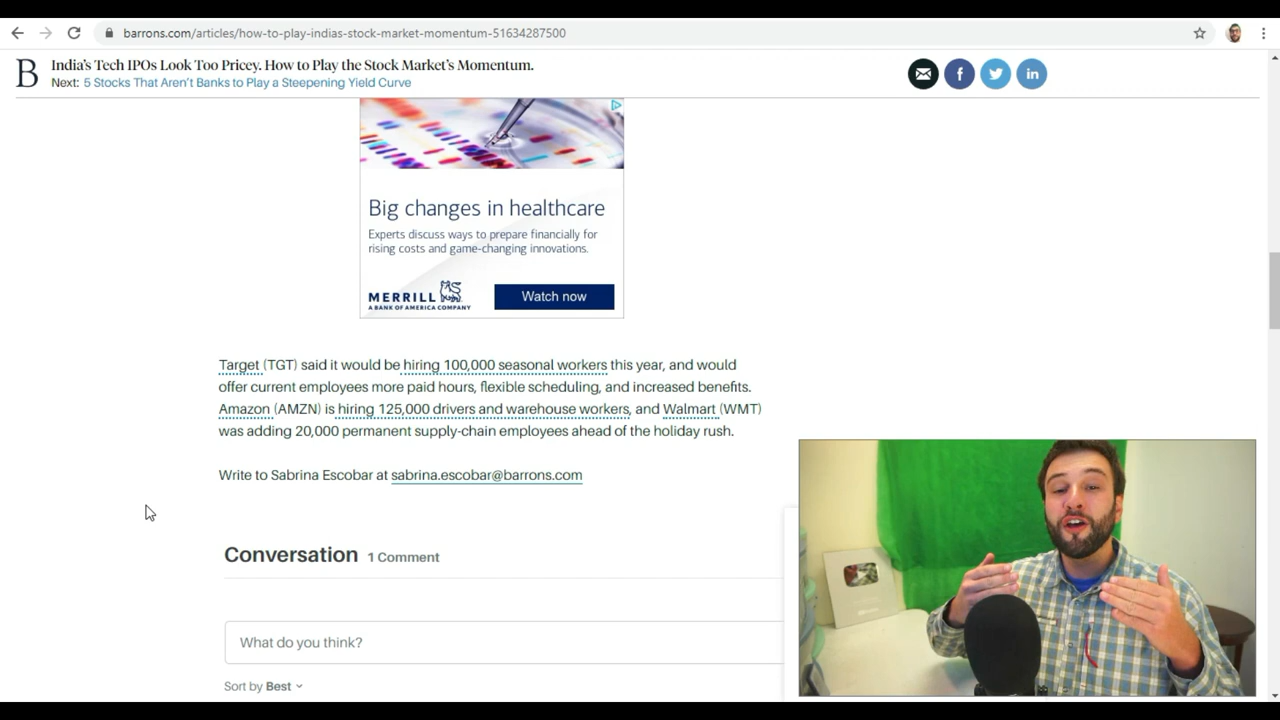 barrons.com/articles/how-to-play-indias-stock-market-momentum-51634287500
B
India's Tech IPOs Look Too Pricey. How to Play the Stock Market's Momentum.
Next: 5 Stocks That Aren't Banks to Play a Steepening Yield Curve
f
in
Big changes in healthcare
Experts discuss ways to prepare financially for
rising costs and game-changing innovations.
MERRILL
A BANK OF AMERICA COMPANY
Watch now
Target (TGT) said it would be hiring 100,000 seasonal workers this year, and would
offer current employees more paid hours, flexible scheduling, and increased benefits.
Amazon (AMZN) is hiring 125,000 drivers and warehouse workers, and Walmart (WMT)
was adding 20,000 permanent supply-chain employees ahead of the holiday rush.
Write to Sabrina Escobar at sabrina.escobar@barrons.com
Conversation 1 Comment
What do you think?
Sort by Best